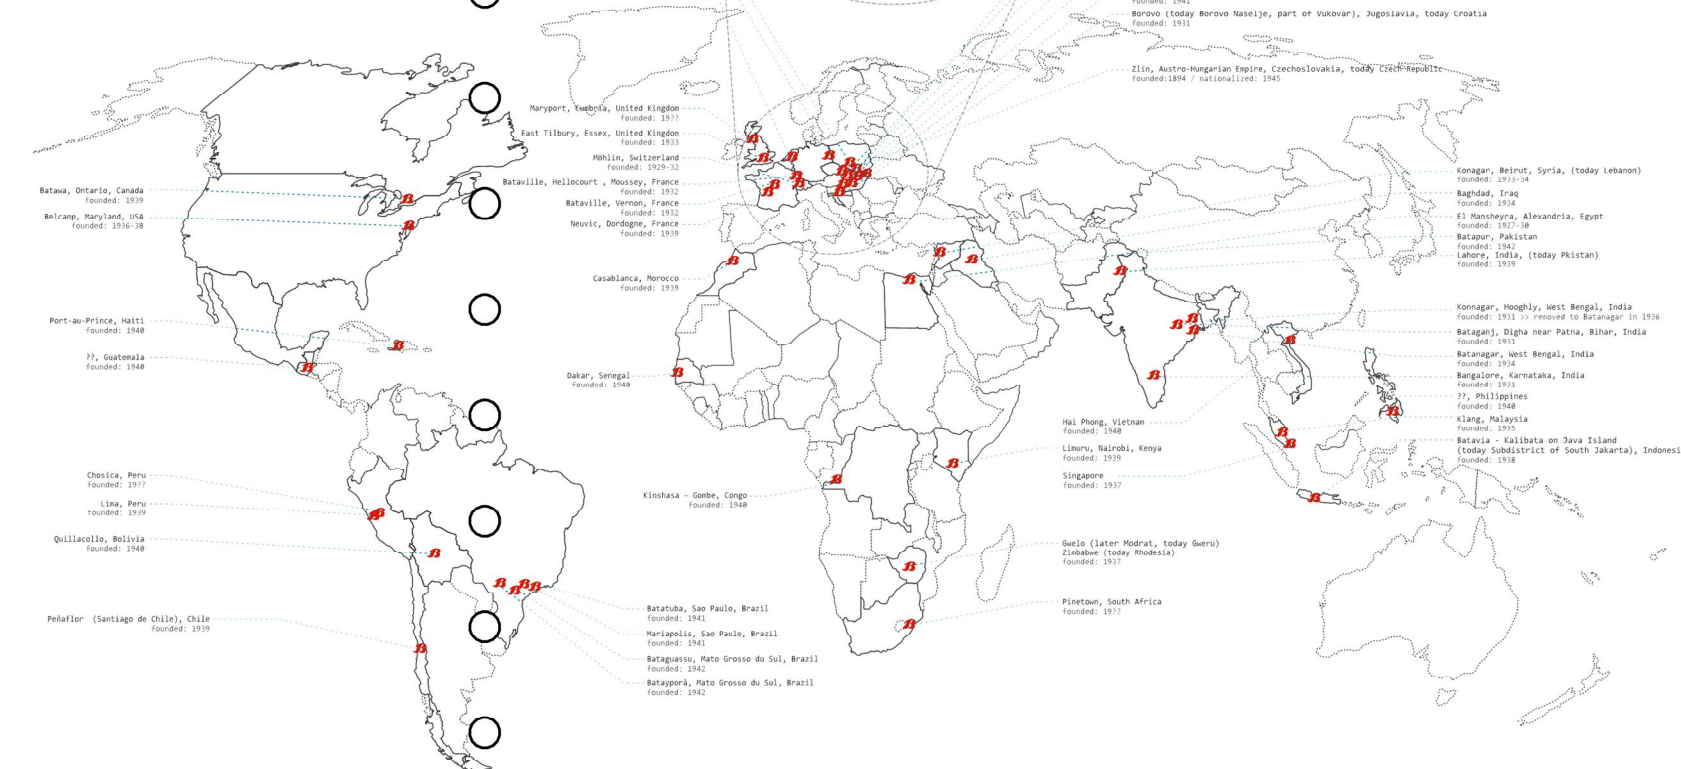 founded: 1941
Borovo (today Borovo Naselje, part of Vukovar), Jugoslavia, today Croatia
founded: 1931
Zlín, Austro-Hungarian Empire, Czechoslovakia, today Czech Republic
founded:1894 / nationalized: 1945
Maryport, Cumbria, United Kingdom
founded: 19??
East Tilbury, Essex, United Kingdom
founded: 1933
Möhlin, Switzerland
founded: 1929-32
Bataville, Hellocourt , Moussey, France
founded: 1932
Bataville, Vernon, France
founded: 1932
Neuvic, Dordogne, France
founded: 1939
Batawa, Ontario, Canada
founded: 1939
Belcamp, Maryland, USA
founded: 1936-38
Port-au-Prince, Haiti
founded: 1940
??, Guatemala
founded: 1940
Chosica, Peru
founded: 19??
Lima, Peru
founded: 1939
Quillacollo, Bolivia
founded: 1940
Peñaflor (Santiago de Chile), Chile
founded: 1939
Casablanca, Morocco
founded: 1939
Dakar, Senegal
founded: 1940
Kinshasa – Gombe, Congo
founded: 1940
Batatuba, Sao Paulo, Brazil
founded: 1941
Mariapolis, Sao Paulo, Brazil
founded: 1941
Bataguassu, Mato Grosso du Sul, Brazil
founded: 1942
Batayporã, Mato Grosso du Sul, Brazil
founded: 1942
Hai Phong, Vietnam
founded: 1940
Limuru, Nairobi, Kenya
founded: 1939
Singapore
founded: 1937
Gwelo (later Modrat, today Gweru)
Zimbabwe (today Rhodesia)
founded: 1937
Pinetown, South Africa
founded: 19??
Konagar, Beirut, Syria, (today Lebanon)
founded: 1933-34
Baghdad, Iraq
founded: 1934
El Mansheyra, Alexandria, Egypt
founded: 1927-30
Batapur, Pakistan
founded: 1942
Lahore, India, (today Pkistan)
founded: 1939
Konnagar, Hooghly, West Bengal, India
founded: 1931 >> removed to Batanagar in 1936
Bataganj, Digha near Patna, Bihar, India
founded: 1931
Batanagar, West Bengal, India
founded: 1934
Bangalore, Karnataka, India
founded: 1931
??, Philippines
founded: 1940
Klang, Malaysia
founded: 1935
Batavia - Kalibata on Java Island
(today Subdistrict of South Jakarta), Indonesi
founded: 1938